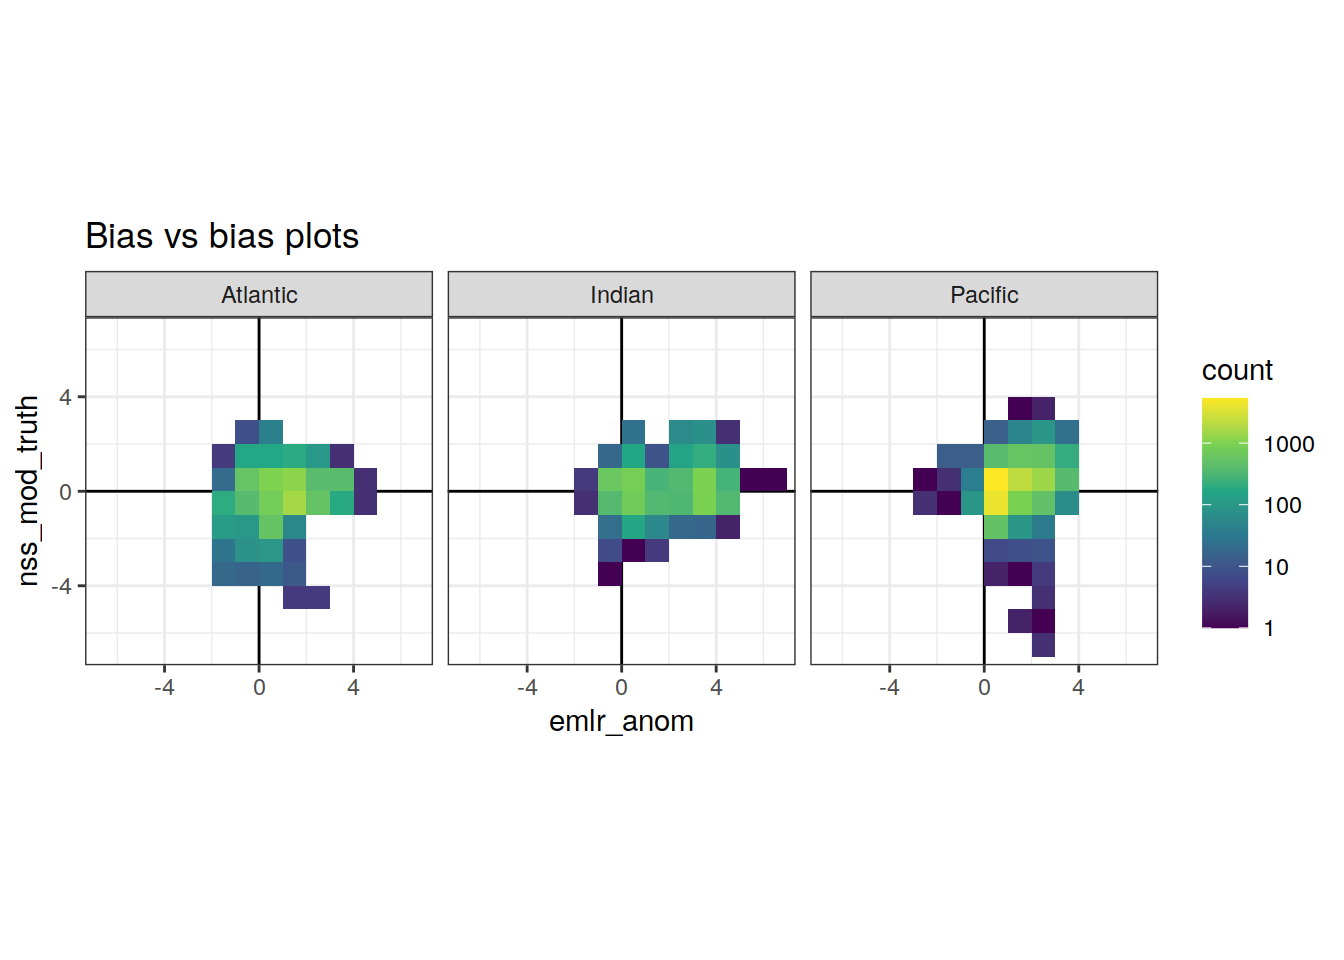 Bias vs bias plots
Atlantic
Indian
Pacific
nss_mod_truth
4
0
-4
-4
0
4
-4
0
4
-4
0
4
emlr_anom
count
1000
100
10
1